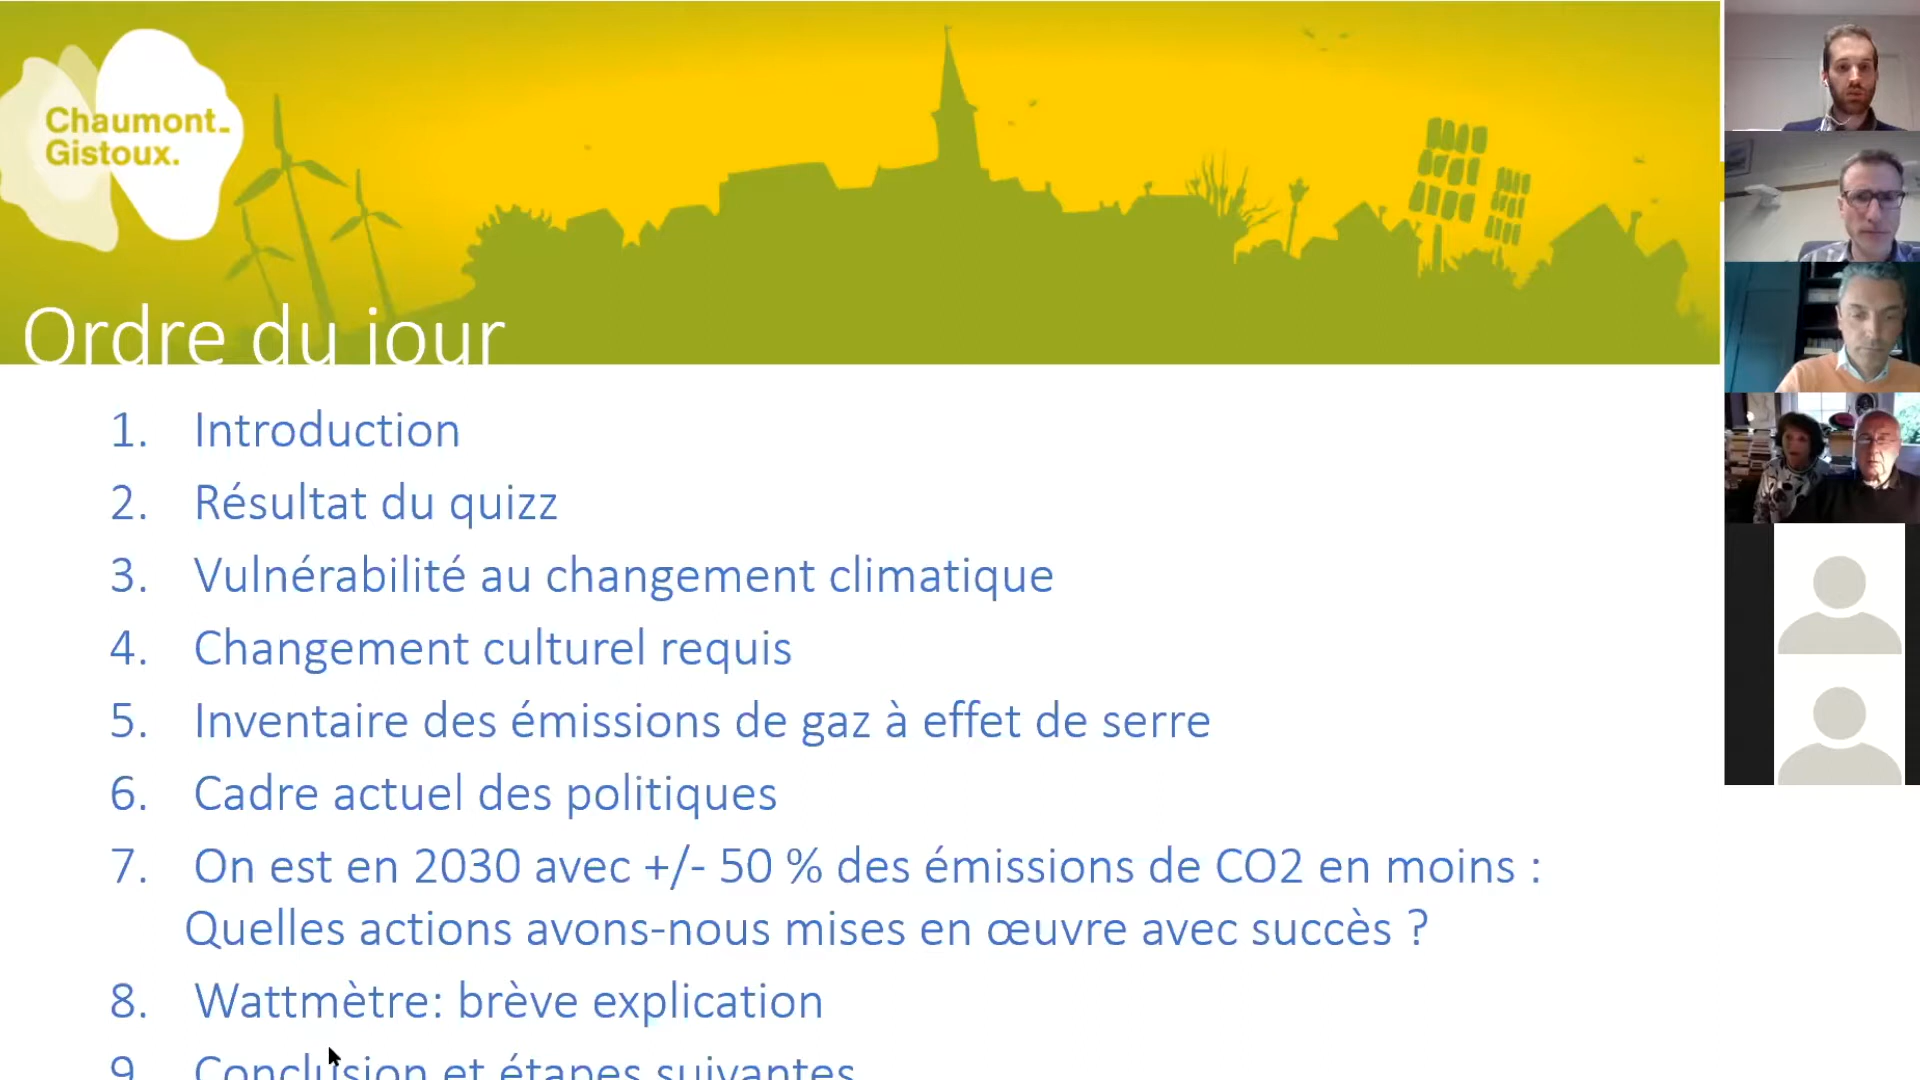 Chaumont_
Gistoux.
Ordre du jour
1. Introduction
2. Résultat du quizz
3. Vulnérabilité au changement climatique
4. Changement culturel requis
5. Inventaire des émissions de gaz à effet de serre
6. Cadre actuel des politiques
7. On est en 2030 avec +/- 50 % des émissions de CO2 en moins :
Quelles actions avons-nous mises en œuvre avec succès ?
8. Wattmètre: brève explication
9. Conclusion et étapes suivantes